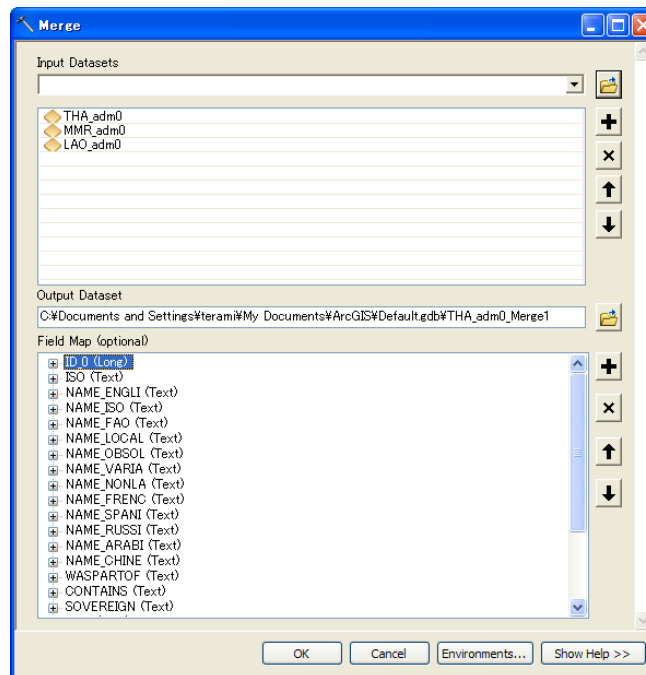 Merge
Input Datasets
THA_adm0
MMR_adm0
LAO_adm0
Output Dataset
C:¥Documents and Settings¥terami¥My Documents¥ArcGIS¥Default.gdb¥THA_adm0_Merge1
Field Map (optional)
ID_0 (Long)
ISO (Text)
NAME_ENGLI (Text)
NAME_ISO (Text)
NAME_FAO (Text)
NAME_LOCAL (Text)
NAME_OBSOL (Text)
NAME_VARIA (Text)
NAME_NONLA (Text)
NAME_FRENC (Text)
NAME_SPANI (Text)
NAME_RUSSI (Text)
NAME_ARABI (Text)
NAME_CHINE (Text)
WASPARTOF (Text)
CONTAINS (Text)
SOVEREIGN (Text)
OK Cancel Environments... Show Help >>